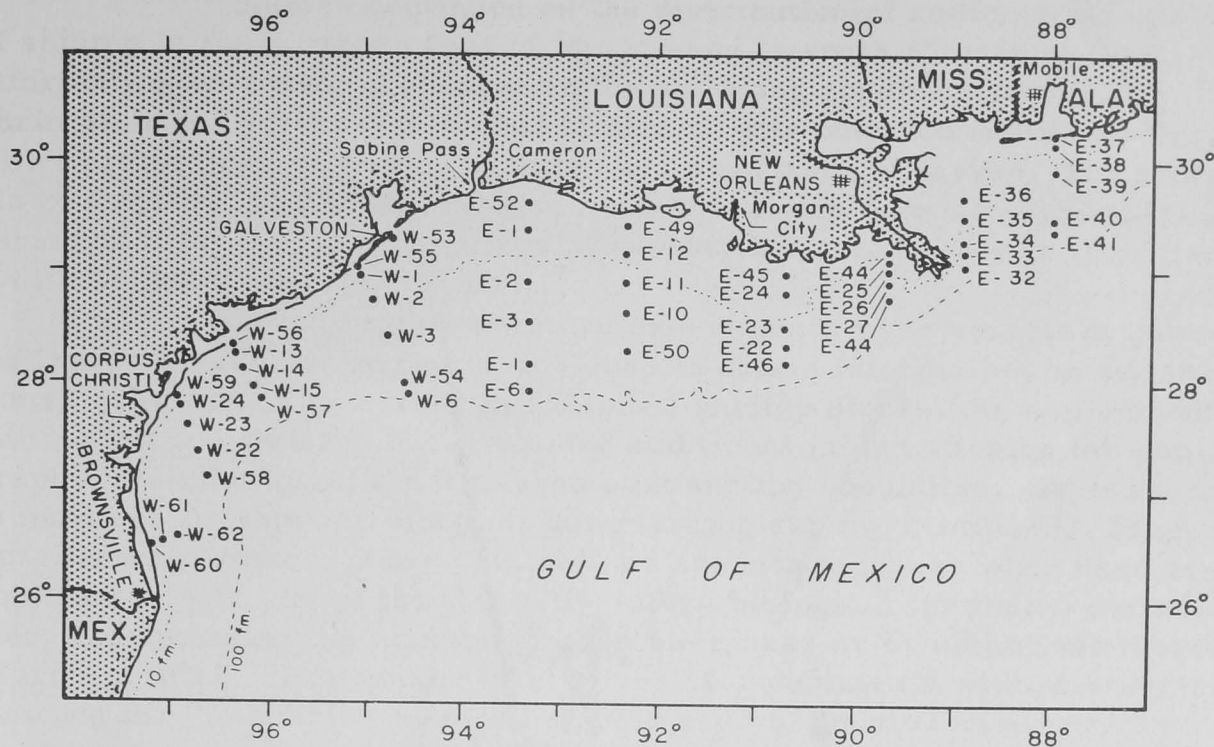 96° 94° 92° 90° 88°
MISS
Mobile
ALA.
LOUISIANA
TEXAS
Sabine Pass
Cameron
30°
30°
NEW
ORLEANS
Morgan
City
GALVESTON
E-37
E-38
E-39
E-36
E-35
E-34
E-33
E-32
E-40
E-41
E-52
E-1
E-2
E-3
E-1
E-6
E-49
E-12
E-11
E-10
E-50
E-45
E-24
E-23
E-22
E-46
E-44
E-25
E-26
E-27
E-44
W-53
W-55
W-1
W-2
W-3
W-54
W-6
W-56
W-13
W-14
W-15
W-57
CORPUS
CHRISTI
28°
28°
W-59
W-24
W-23
W-22
W-58
BROWNSVILLE
W-61
W-62
W-60
GULF OF MEXICO
26°
26°
MEX.
10 fm.
100 fm
96° 94° 92° 90° 88°